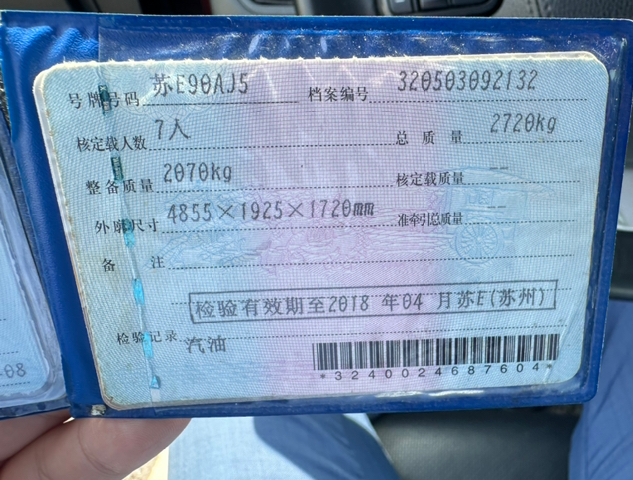 号牌号码 苏E90AJ5 档案编号 320503092132
核定载人数 7人 总质量 2720kg
整备质量 2070kg 核定载质量 --
外廓尺寸 4855×1925×1720mm 准牵引总质量 --
备注
检验有效期至2018年04月苏E(苏州)
检验记录
汽油
*3240024687604*
-08